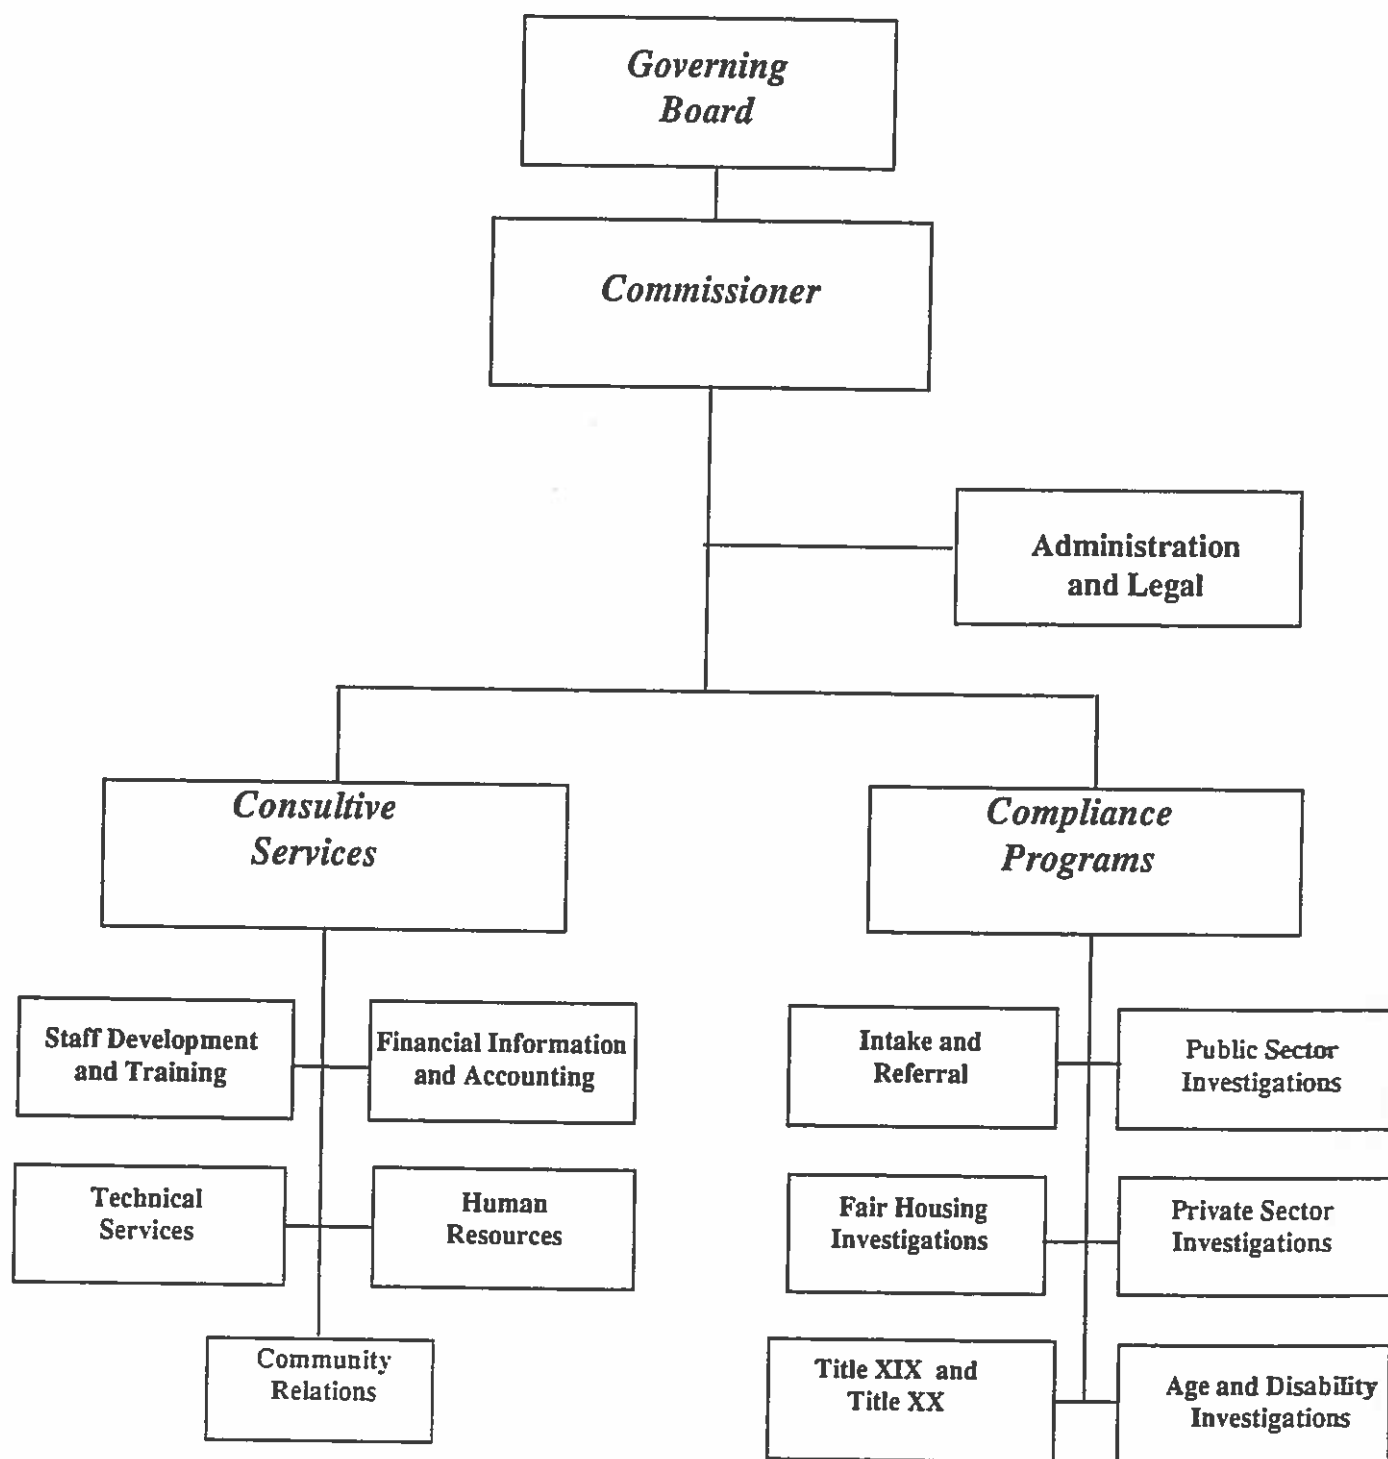 Governing
Board
Commissioner
Administration
and Legal
Consultive
Services
Compliance
Programs
Staff Development
and Training
Financial Information
and Accounting
Intake and
Referral
Public Sector
Investigations
Technical
Services
Human
Resources
Fair Housing
Investigations
Private Sector
Investigations
Community
Relations
Title XIX and
Title XX
Age and Disability
Investigations